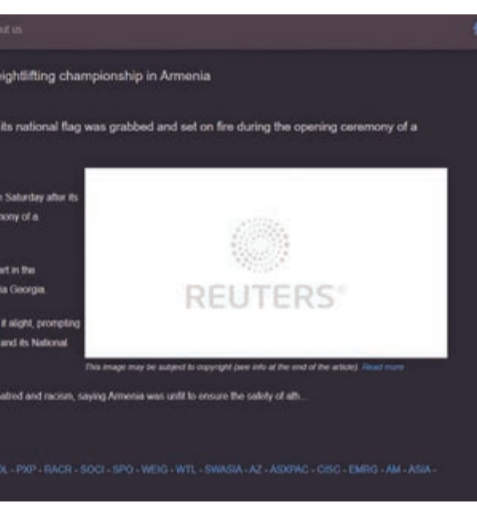 out us
eightlifting championship in Armenia
its national flag was grabbed and set on fire during the opening ceremony of a
n Saturday after its
mony of a
art in the
ia Georgia.
it alight, prompting
and its National
REUTERS®
This image may be subject to copyright (see info at the end of the article). Read more
atred and racism, saying Armenia was unfit to ensure the safety of ath...
OL - PXP - RACR - SOCI - SPO - WEIG - WTL - SWASIA - AZ - ASXPAC - CISC - EMRG - AM - ASIA -